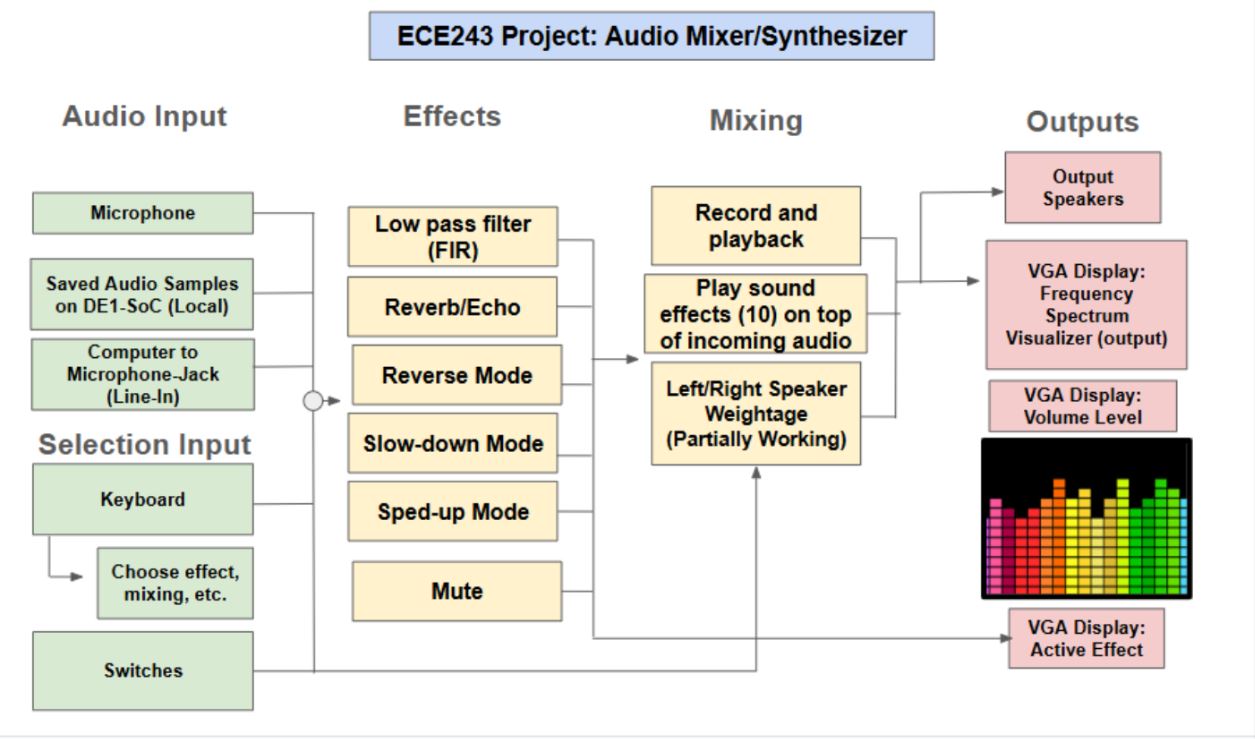 ECE243 Project: Audio Mixer/Synthesizer
Audio Input
Microphone
Saved Audio Samples
on DE1-SoC (Local)
Computer to
Microphone-Jack
(Line-In)
Selection Input
Keyboard
Choose effect,
mixing, etc.
Switches
Effects
Low pass filter
(FIR)
Reverb/Echo
Reverse Mode
Slow-down Mode
Sped-up Mode
Mute
Mixing
Record and
playback
Play sound
effects (10) on top
of incoming audio
Left/Right Speaker
Weightage
(Partially Working)
Outputs
Output
Speakers
VGA Display:
Frequency
Spectrum
Visualizer (output)
VGA Display:
Volume Level
VGA Display:
Active Effect